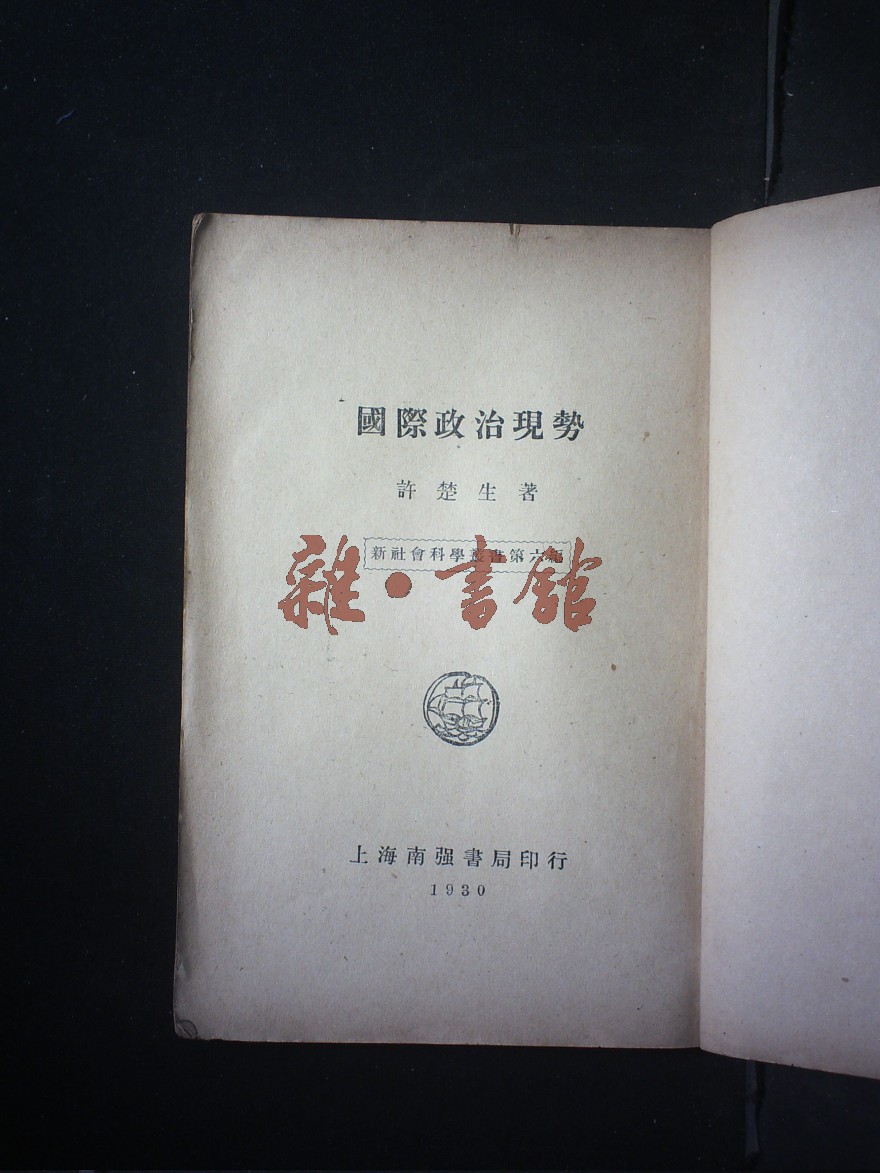 國際政治現勢
許楚生著
新社會科學叢書第六編
雜·書館
上海南强書局印行
1930